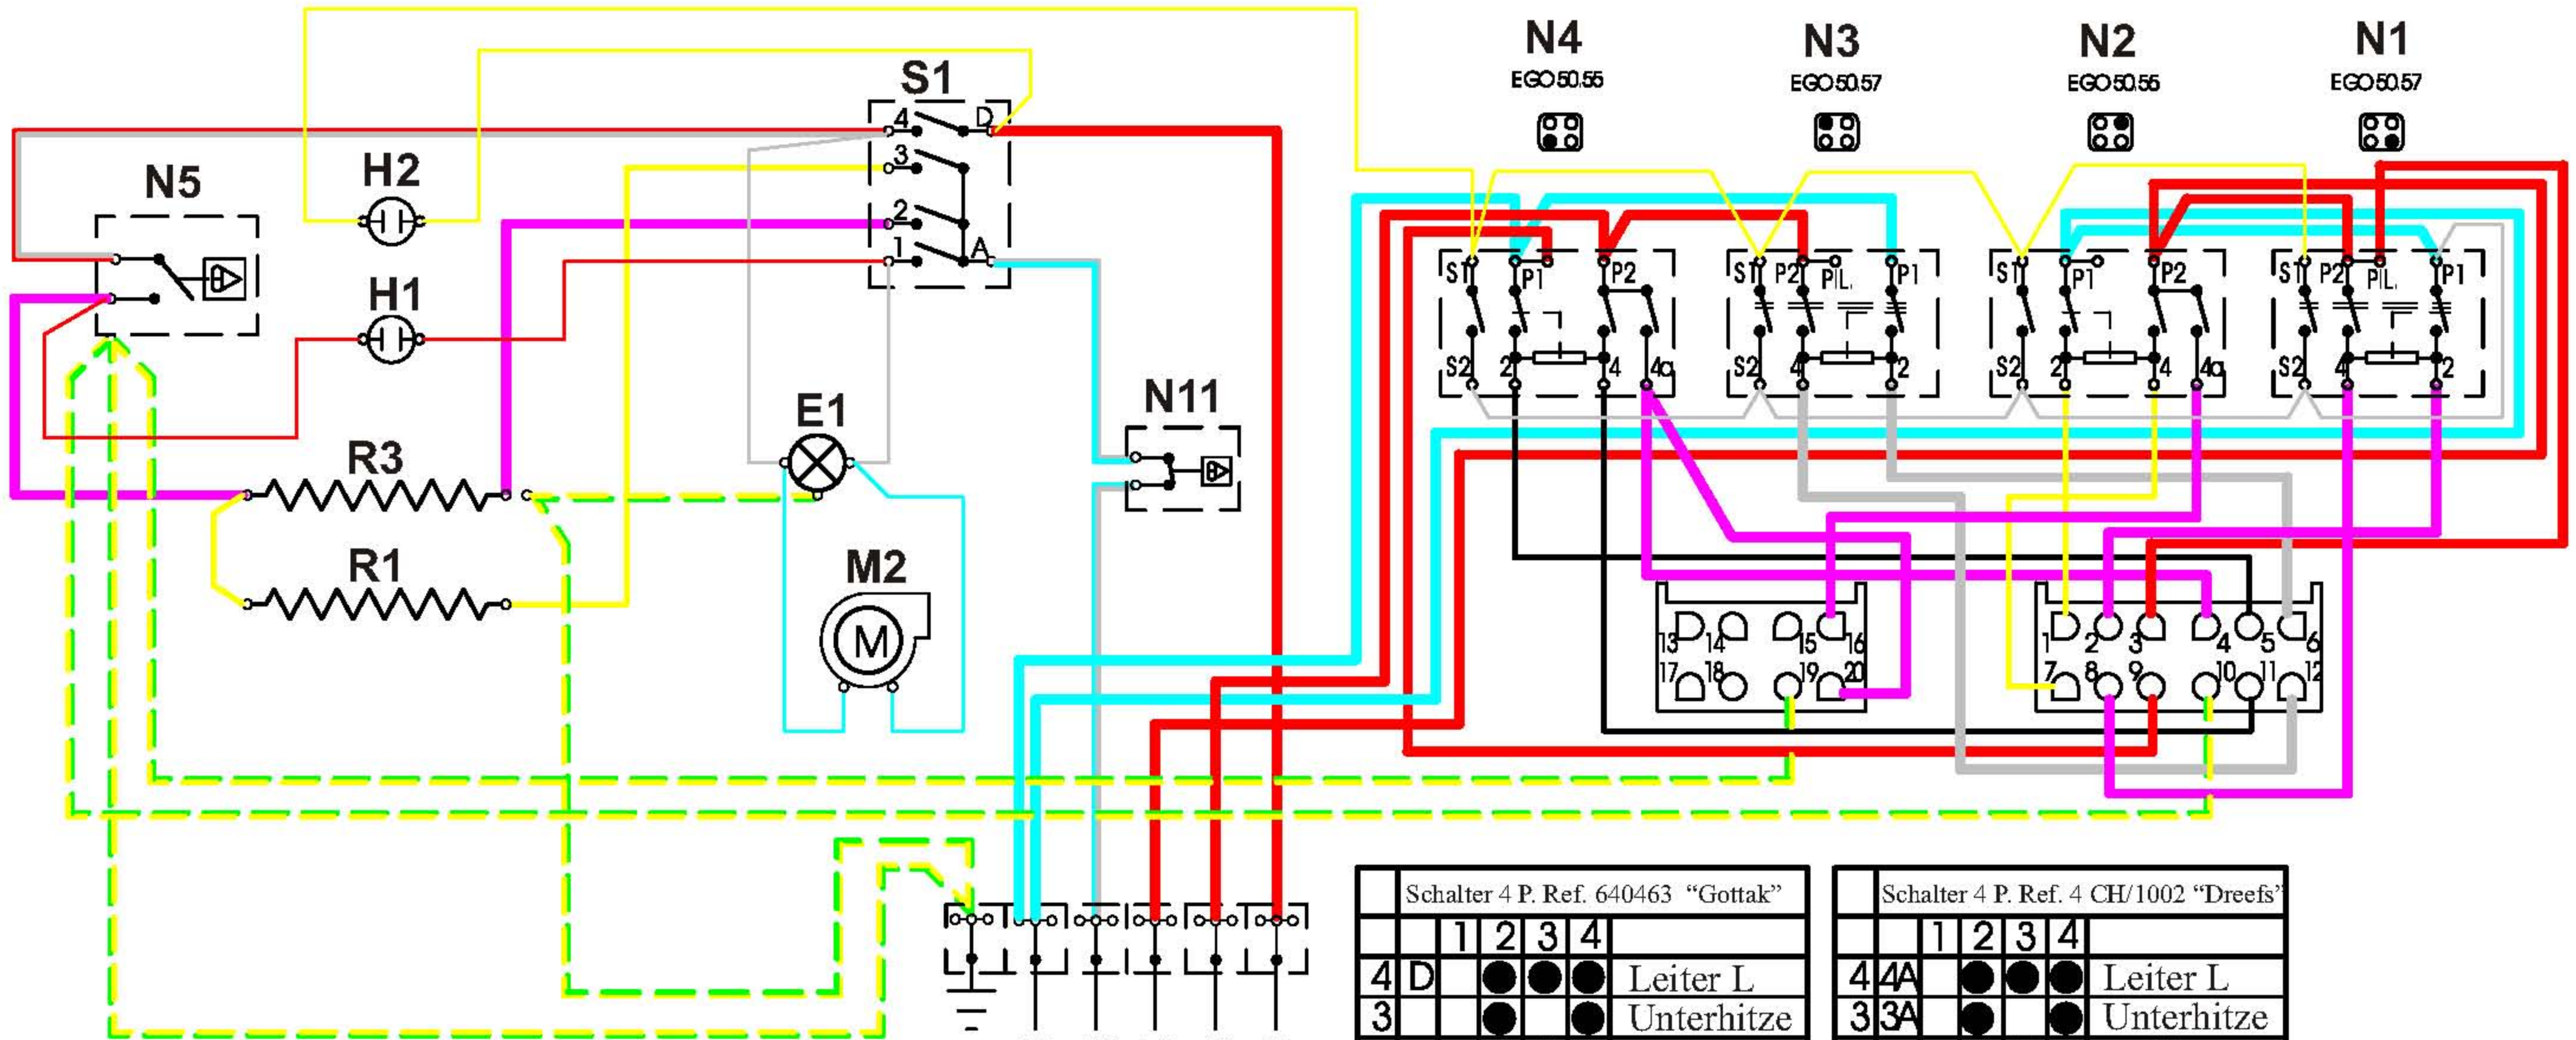 N4 N3 N2 N1
EGO 50.55 EGO 50.57 EGO 50.55 EGO 50.57
S1
4 D
3
2
1 A
N5
H2
H1
E1
N11
R3
R1
M2
M
S1 P1 P2
S2 2 4 4a
S1 P2 PIL. P1
S2 4 2
S1 P1 P2
S2 2 4 4a
S1 P2 PIL. P1
S2 4 2
13 14 15 16
17 18 19 20
1 2 3 4 5 6
7 8 9 10 11 12
Schalter 4 P. Ref. 640463 "Gottak"
1 2 3 4
4 D Leiter L
3 Unterhitze
Schalter 4 P. Ref. 4 CH/1002 "Dreefs"
1 2 3 4
4 4A Leiter L
3 3A Unterhitze